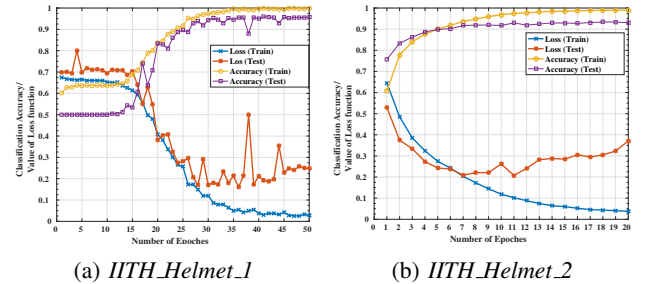 Classification Accuracy/
Value of Loss function
1
0.9
0.8
0.7
0.6
0.5
0.4
0.3
0.2
0.1
0
Loss (Train)
Loss (Test)
Accuracy (Train)
Accuracy (Test)
0 5 10 15 20 25 30 35 40 45 50
Number of Epoches
(a) IITH_Helmet_1
Classification Accuracy/
Value of Loss function
1
0.9
0.8
0.7
0.6
0.5
0.4
0.3
0.2
0.1
0
Loss (Train)
Loss (Test)
Accuracy (Train)
Accuracy (Test)
0 1 2 3 4 5 6 7 8 9 10 11 12 13 14 15 16 17 18 19 20
Number of Epoches
(b) IITH_Helmet_2